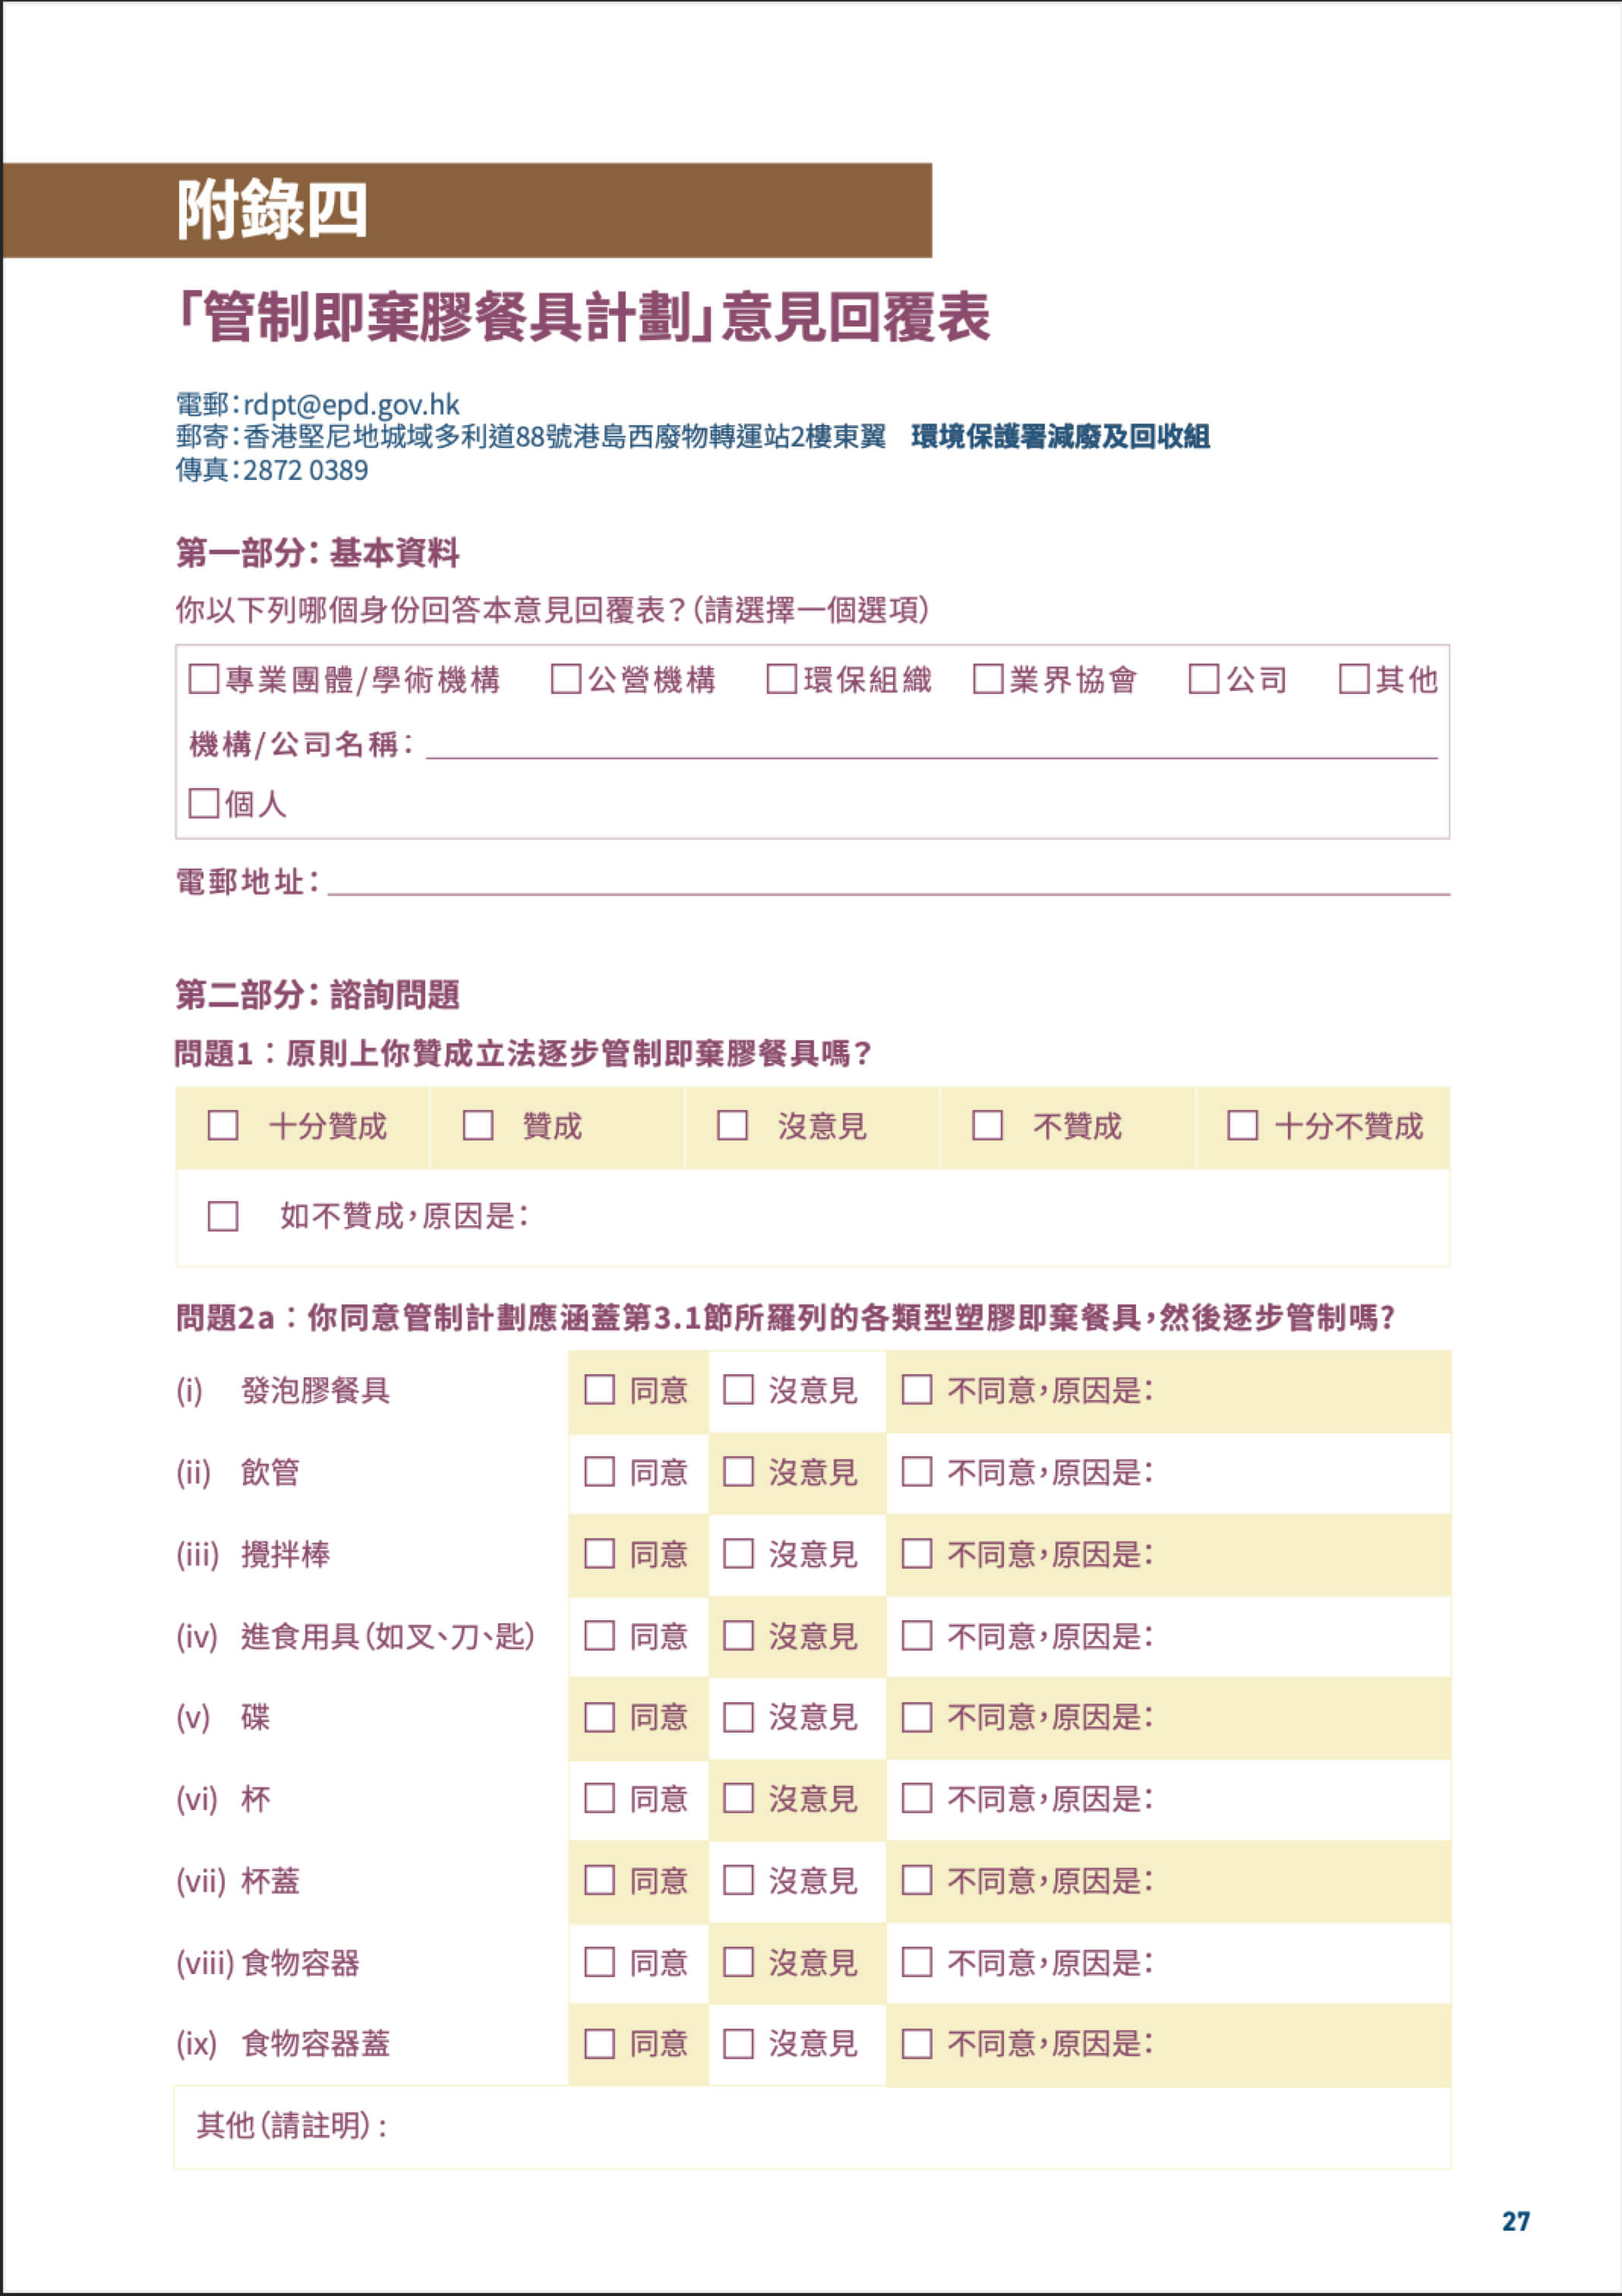 附錄四
「管制即棄膠餐具計劃」意見回覆表
電郵：rdpt@epd.gov.hk
郵寄：香港堅尼地城域多利道88號港島西廢物轉運站2樓東翼 環境保護署減廢及回收組
傳真：2872 0389
第一部分：基本資料
你以下列哪個身份回答本意見回覆表？（請選擇一個選項）
□專業團體/學術機構 □公營機構 □環保組織 □業界協會 □公司 □其他
機構/公司名稱：
□個人
電郵地址：
第二部分：諮詢問題
問題1：原則上你贊成立法逐步管制即棄膠餐具嗎？
□ 十分贊成 □ 贊成 □ 沒意見 □ 不贊成 □ 十分不贊成
□ 如不贊成，原因是：
問題2a：你同意管制計劃應涵蓋第3.1節所羅列的各類型塑膠即棄餐具，然後逐步管制嗎？
(i) 發泡膠餐具 □ 同意 □ 沒意見 □ 不同意，原因是：
(ii) 飲管 □ 同意 □ 沒意見 □ 不同意，原因是：
(iii) 攪拌棒 □ 同意 □ 沒意見 □ 不同意，原因是：
(iv) 進食用具（如叉、刀、匙） □ 同意 □ 沒意見 □ 不同意，原因是：
(v) 碟 □ 同意 □ 沒意見 □ 不同意，原因是：
(vi) 杯 □ 同意 □ 沒意見 □ 不同意，原因是：
(vii) 杯蓋 □ 同意 □ 沒意見 □ 不同意，原因是：
(viii) 食物容器 □ 同意 □ 沒意見 □ 不同意，原因是：
(ix) 食物容器蓋 □ 同意 □ 沒意見 □ 不同意，原因是：
其他（請註明）:
27